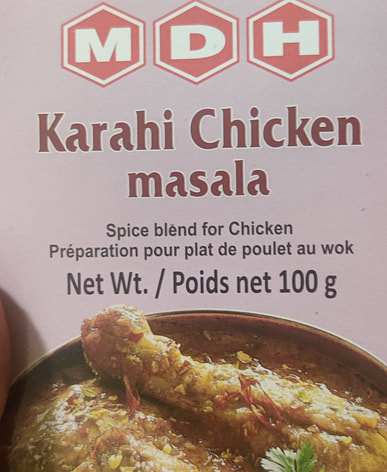 MDH
Karahi Chicken
masala
Spice blend for Chicken
Préparation pour plat de poulet au wok
Net Wt. / Poids net 100 g